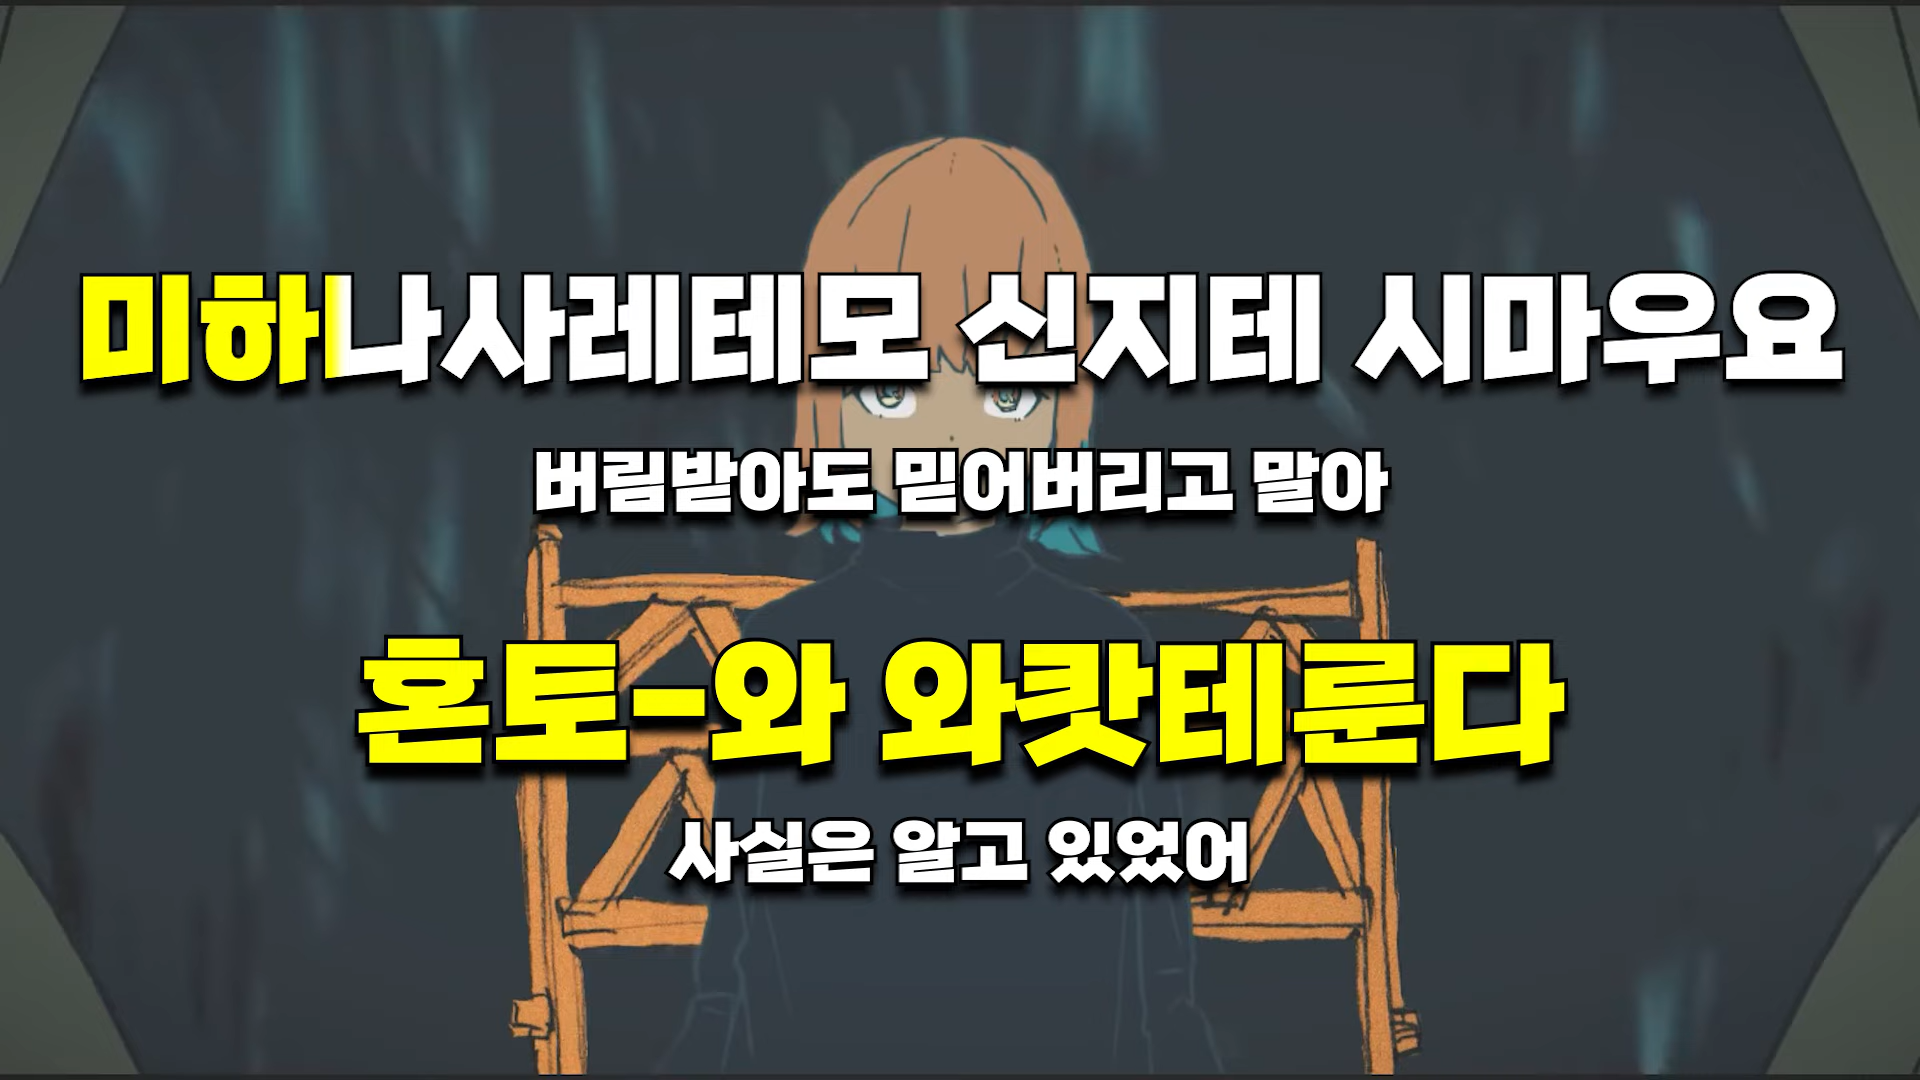 미하나사레테모 신지테 시마우요
버림받아도 믿어버리고 말아
혼토-와 와캇테룬다
사실은 알고 있었어